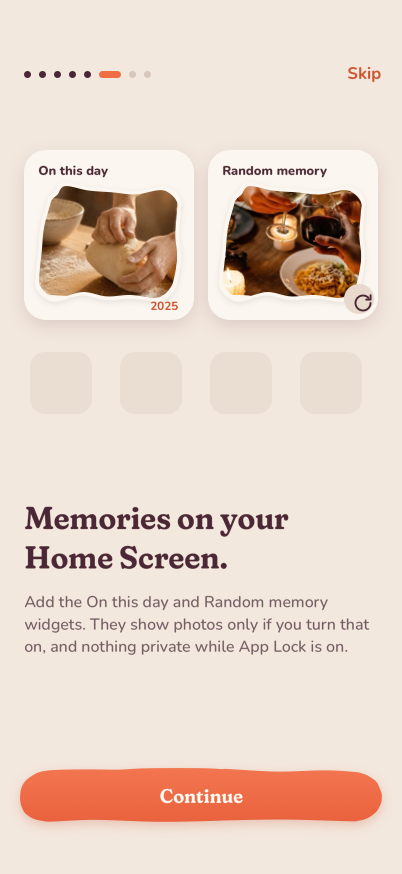 Skip
On this day
Random memory
2025
Memories on your
Home Screen.
Add the On this day and Random memory
widgets. They show photos only if you turn that
on, and nothing private while App Lock is on.
Continue